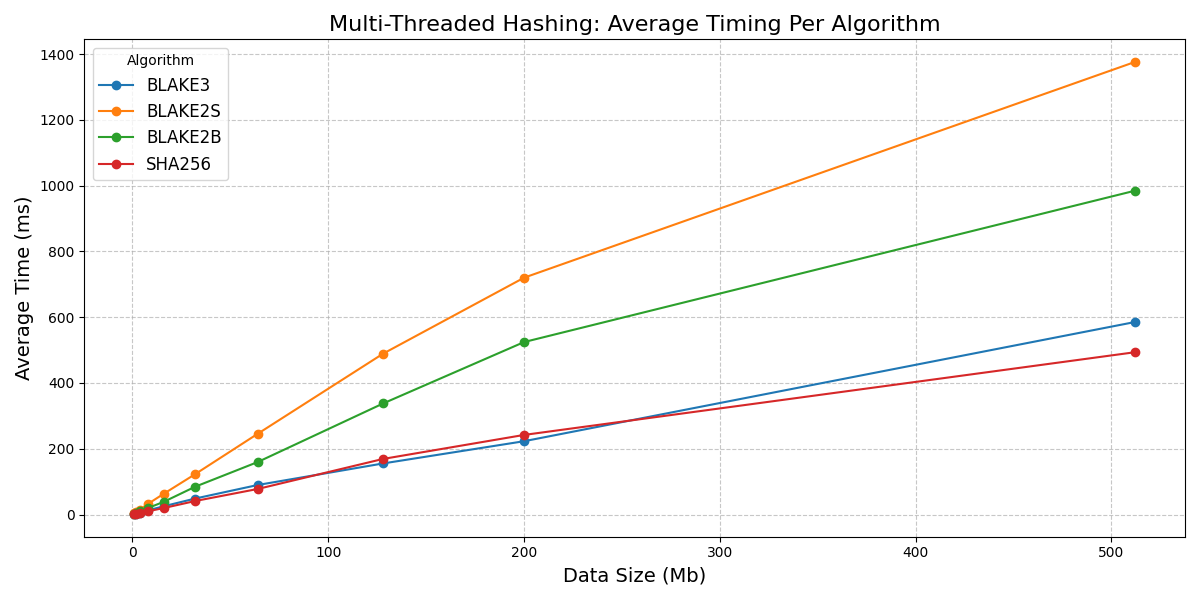 Multi-Threaded Hashing: Average Timing Per Algorithm
Algorithm
BLAKE3
BLAKE2S
BLAKE2B
SHA256
Average Time (ms)
1400
1200
1000
800
600
400
200
0
0 100 200 300 400 500
Data Size (Mb)